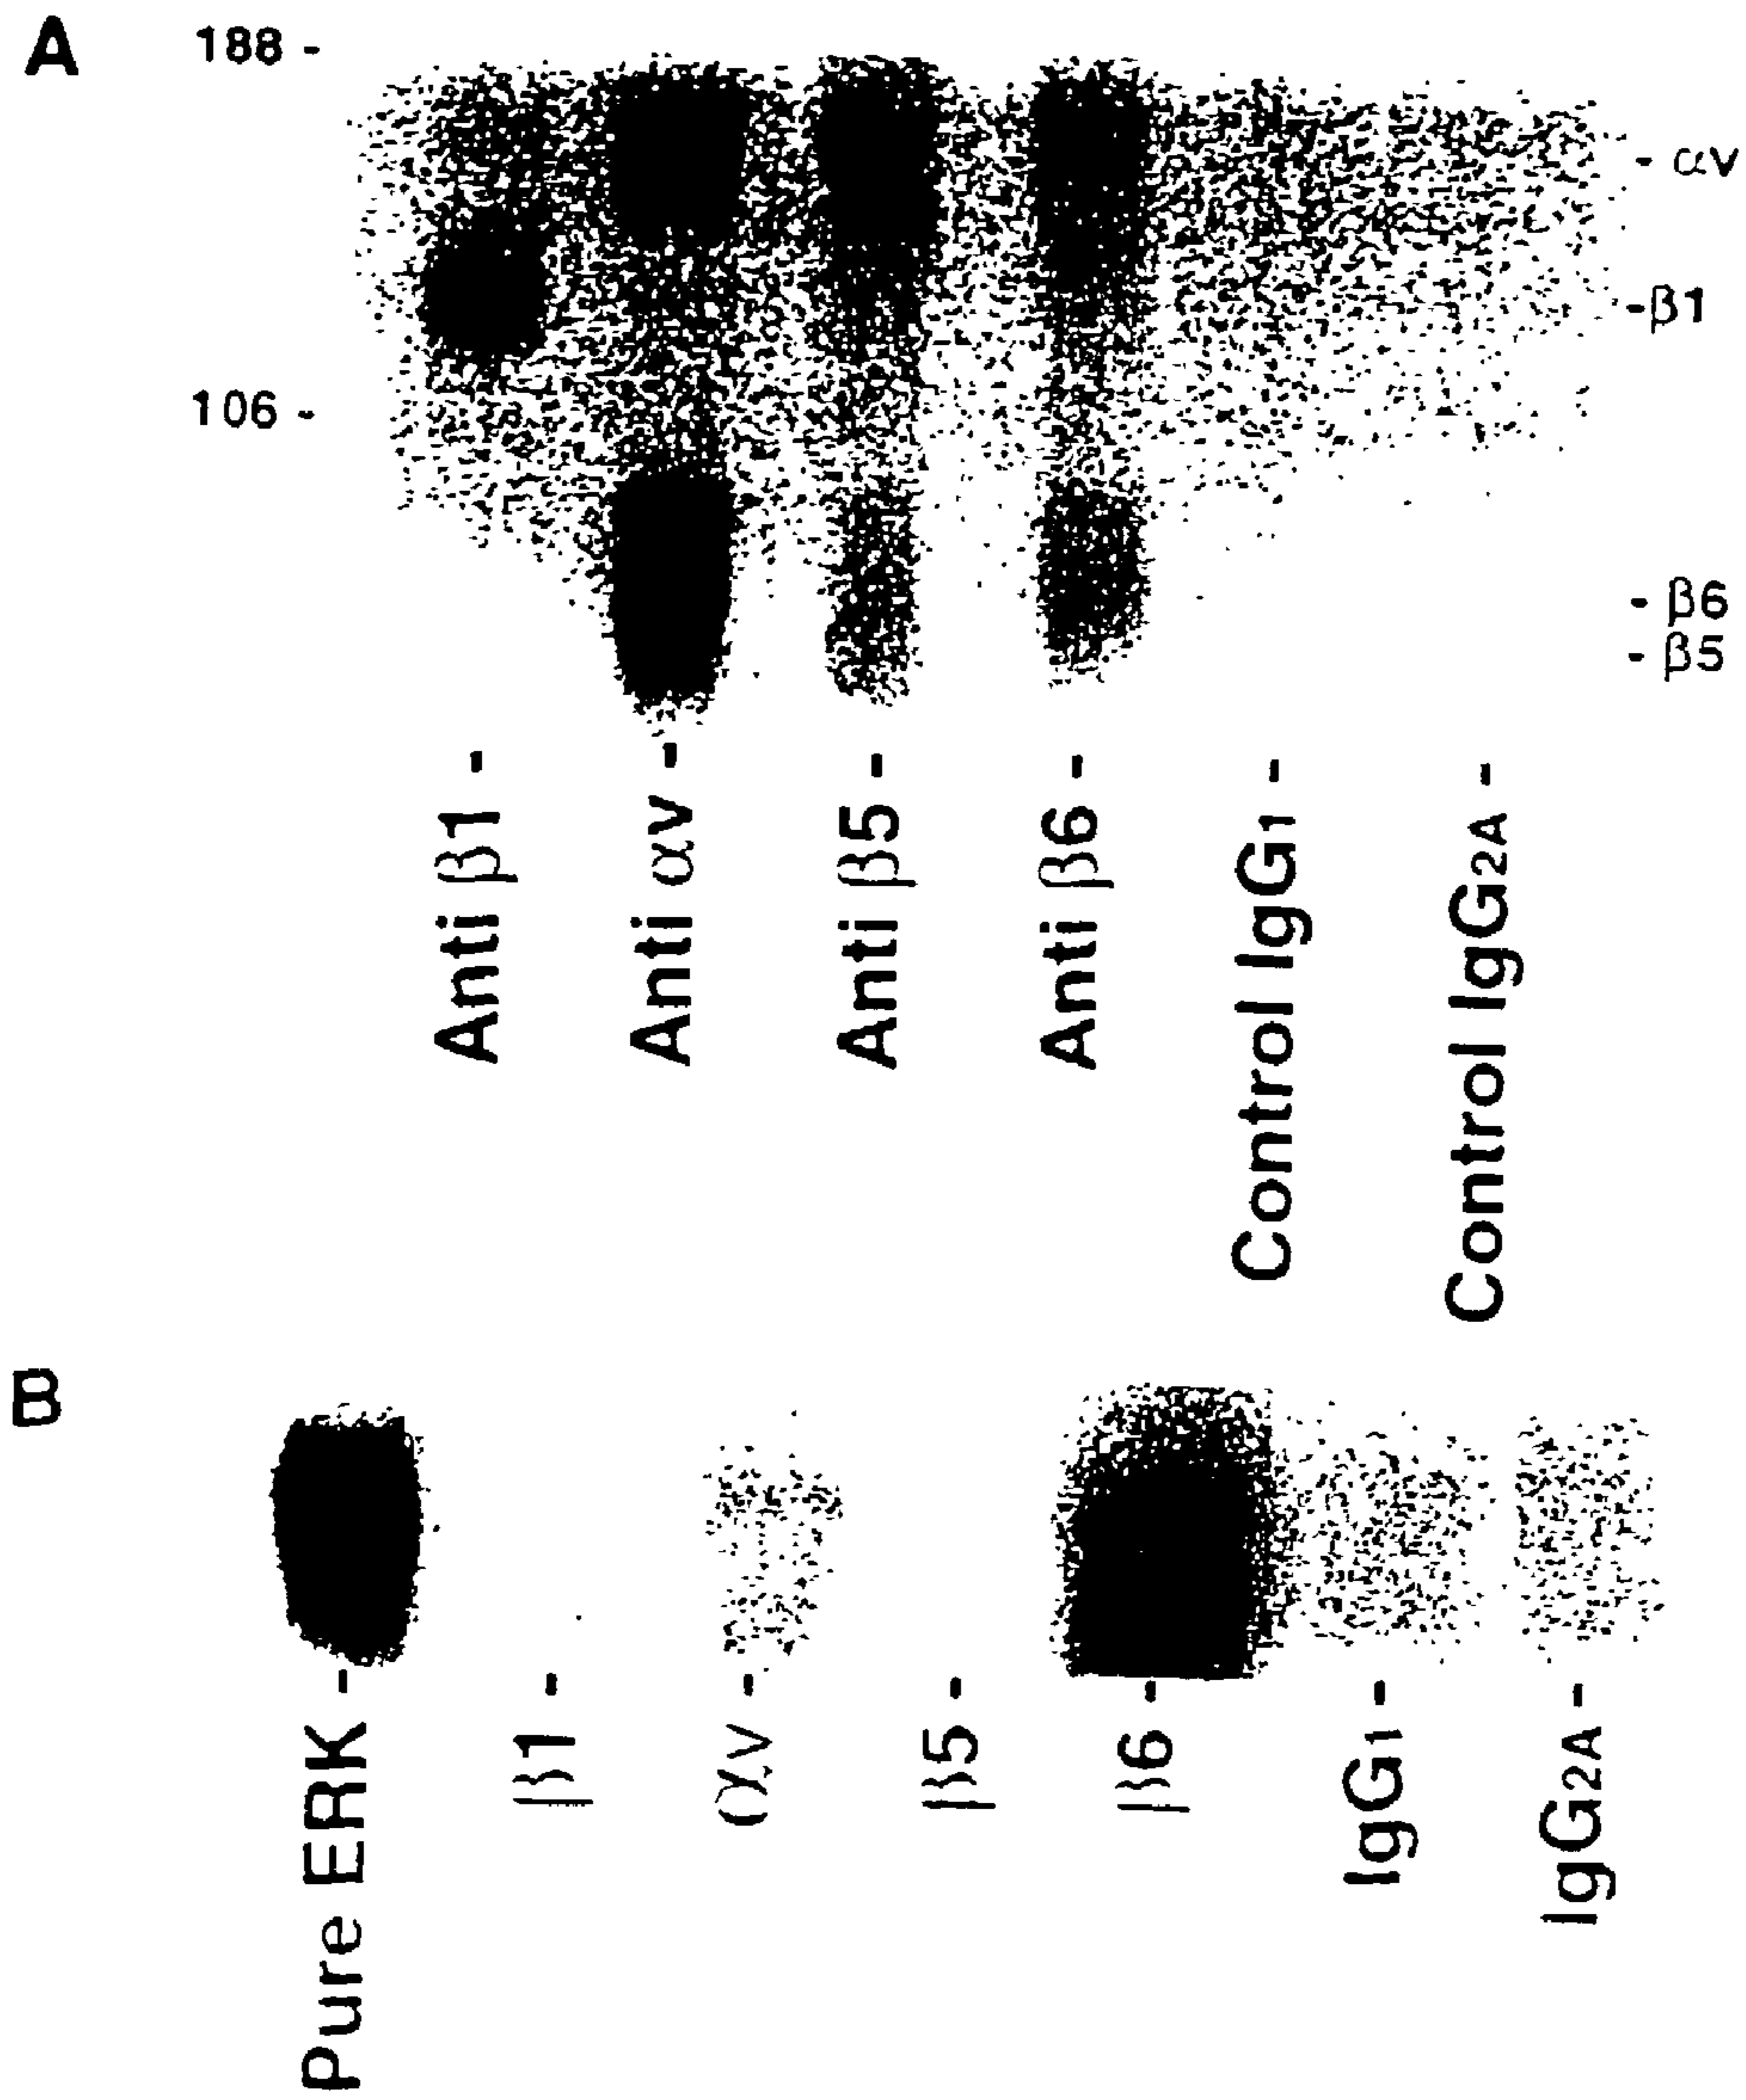 A
188 -
- αv
-β1
106 -
- β6
- β5
Anti β1 -
Anti αv -
Anti β5 -
Anti β6 -
Control IgG1 -
Control IgG2A -
B
Pure ERK -
β1 -
αv -
β5 -
β6 -
IgG1 -
IgG2A -